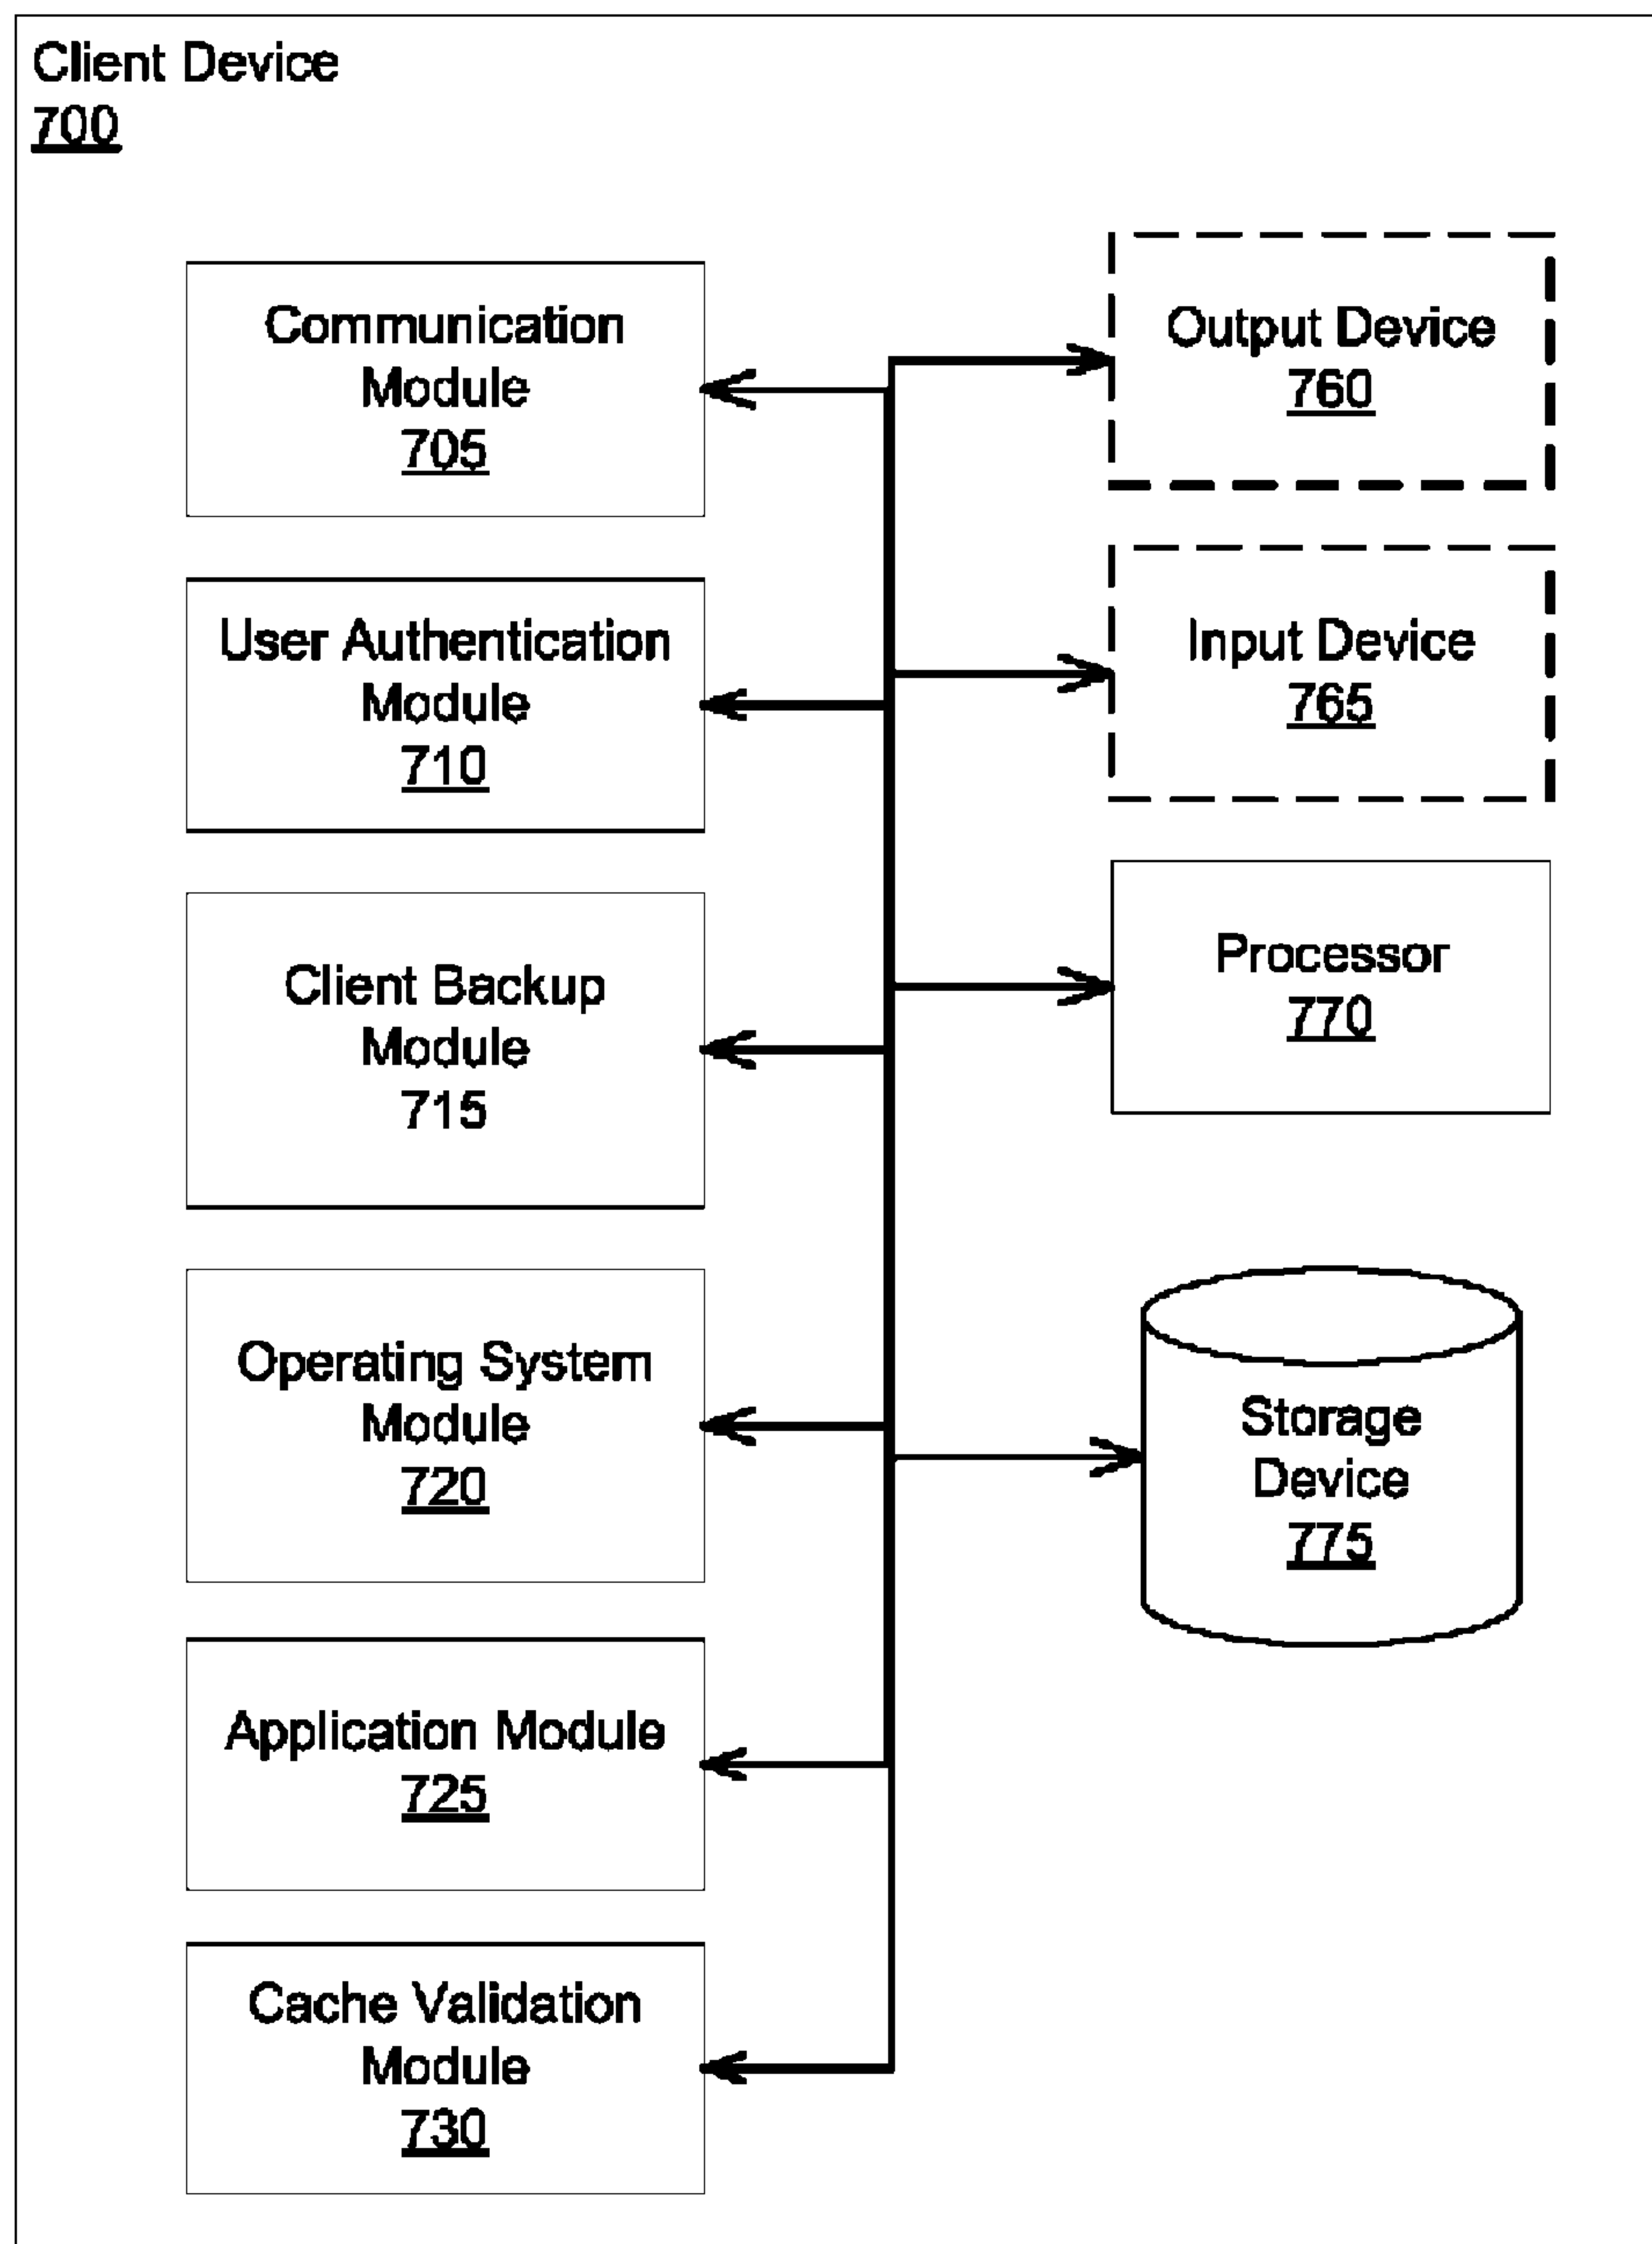 Client Device
700
Communication
Module
705
User Authentication
Module
710
Client Backup
Module
715
Operating System
Module
720
Application Module
725
Cache Validation
Module
730
Output Device
760
Input Device
765
Processor
770
Storage
Device
775